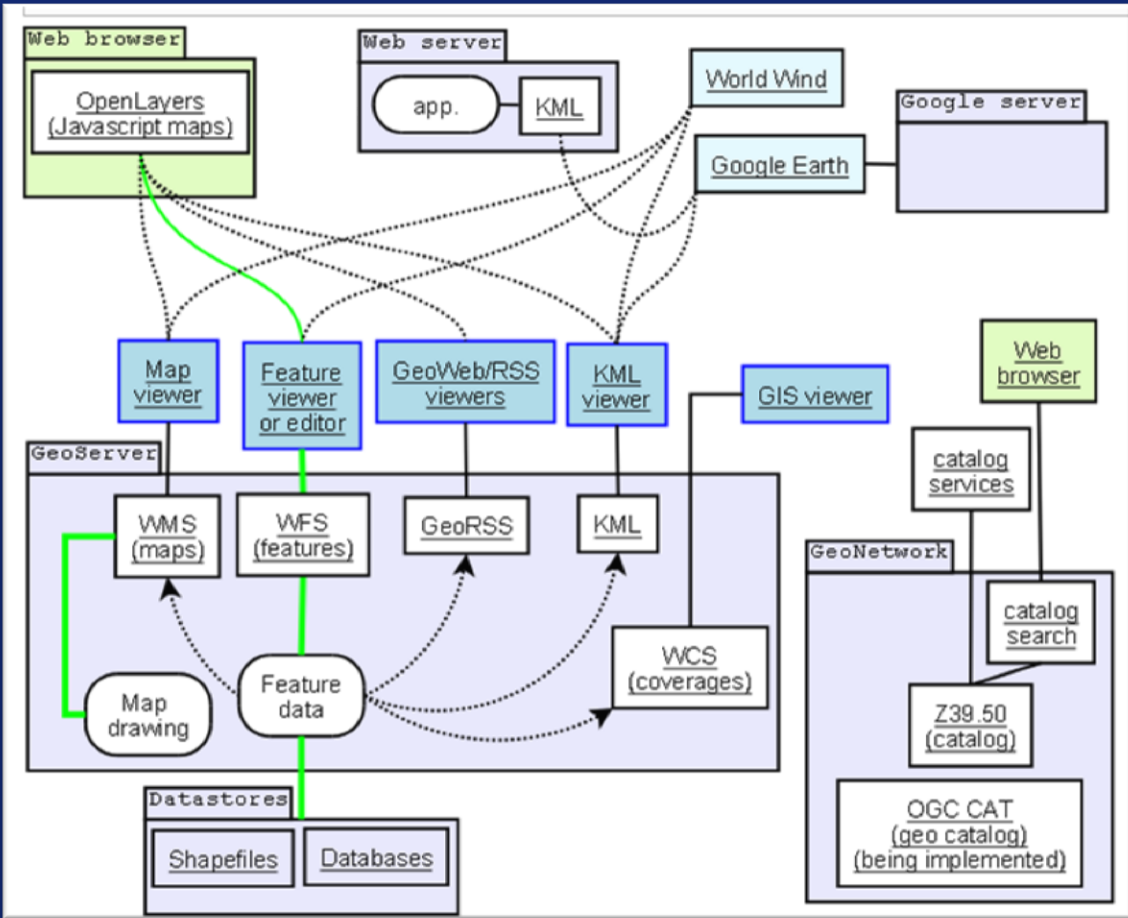 Web browser
OpenLayers
(Javascript maps)
Web server
app.
KML
World Wind
Google Earth
Google server
Map
viewer
Feature
viewer
or editor
GeoWeb/RSS
viewers
KML
viewer
GIS viewer
Web
browser
GeoServer
WMS
(maps)
WFS
(features)
GeoRSS
KML
WCS
(coverages)
Map
drawing
Feature
data
catalog
services
GeoNetwork
catalog
search
Z39.50
(catalog)
OGC CAT
(geo catalog)
(being implemented)
Datastores
Shapefiles
Databases